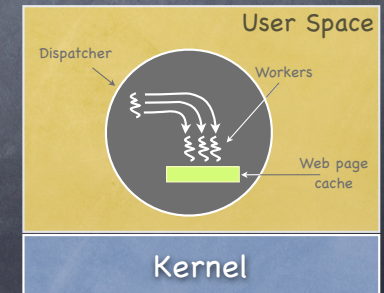 User Space
Dispatcher
Workers
Web page
cache
Kernel